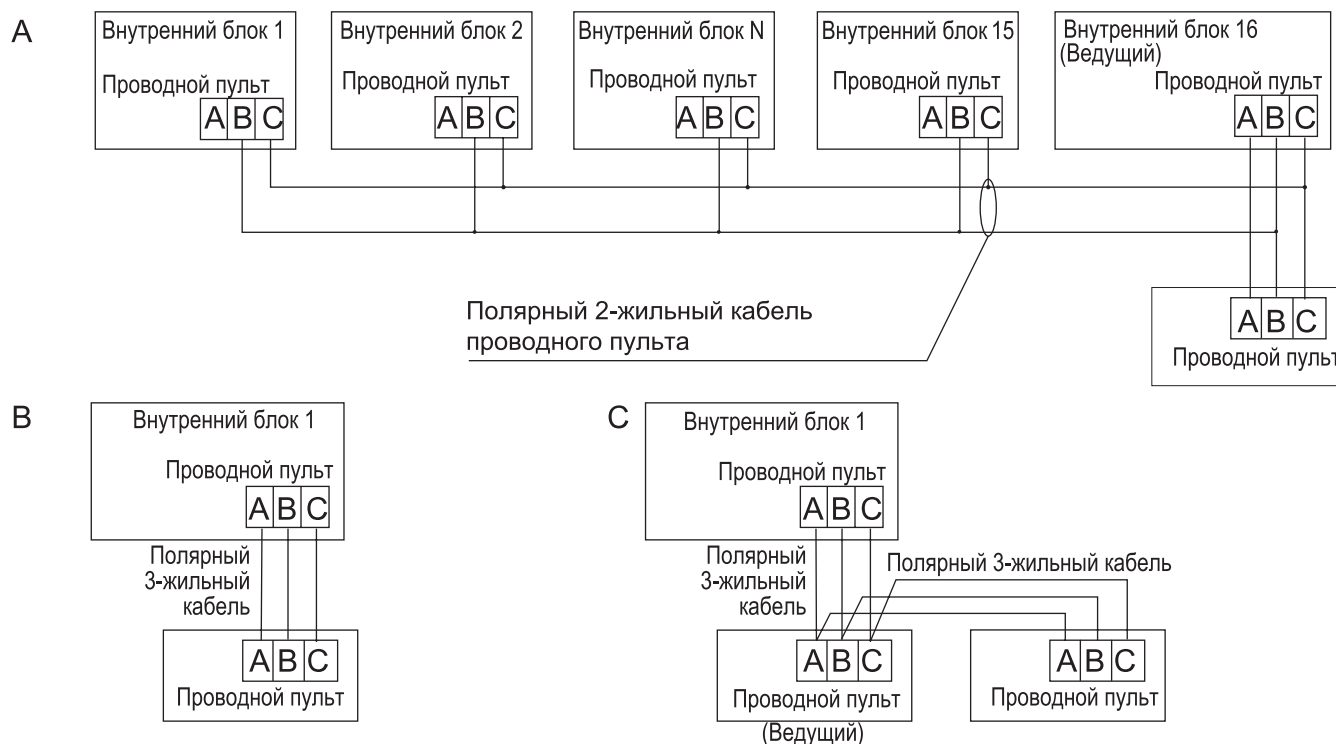 A
Внутренний блок 1
Проводной пульт
A B C
Внутренний блок 2
Проводной пульт
A B C
Внутренний блок N
Проводной пульт
A B C
Внутренний блок 15
Проводной пульт
A B C
Внутренний блок 16
(Ведущий)
Проводной пульт
A B C
Полярный 2-жильный кабель
проводного пульта
A B C
Проводной пульт
B
Внутренний блок 1
Проводной пульт
A B C
Полярный
3-жильный
кабель
A B C
Проводной пульт
C
Внутренний блок 1
Проводной пульт
A B C
Полярный
3-жильный
кабель
Полярный 3-жильный кабель
A B C
Проводной пульт
(Ведущий)
A B C
Проводной пульт